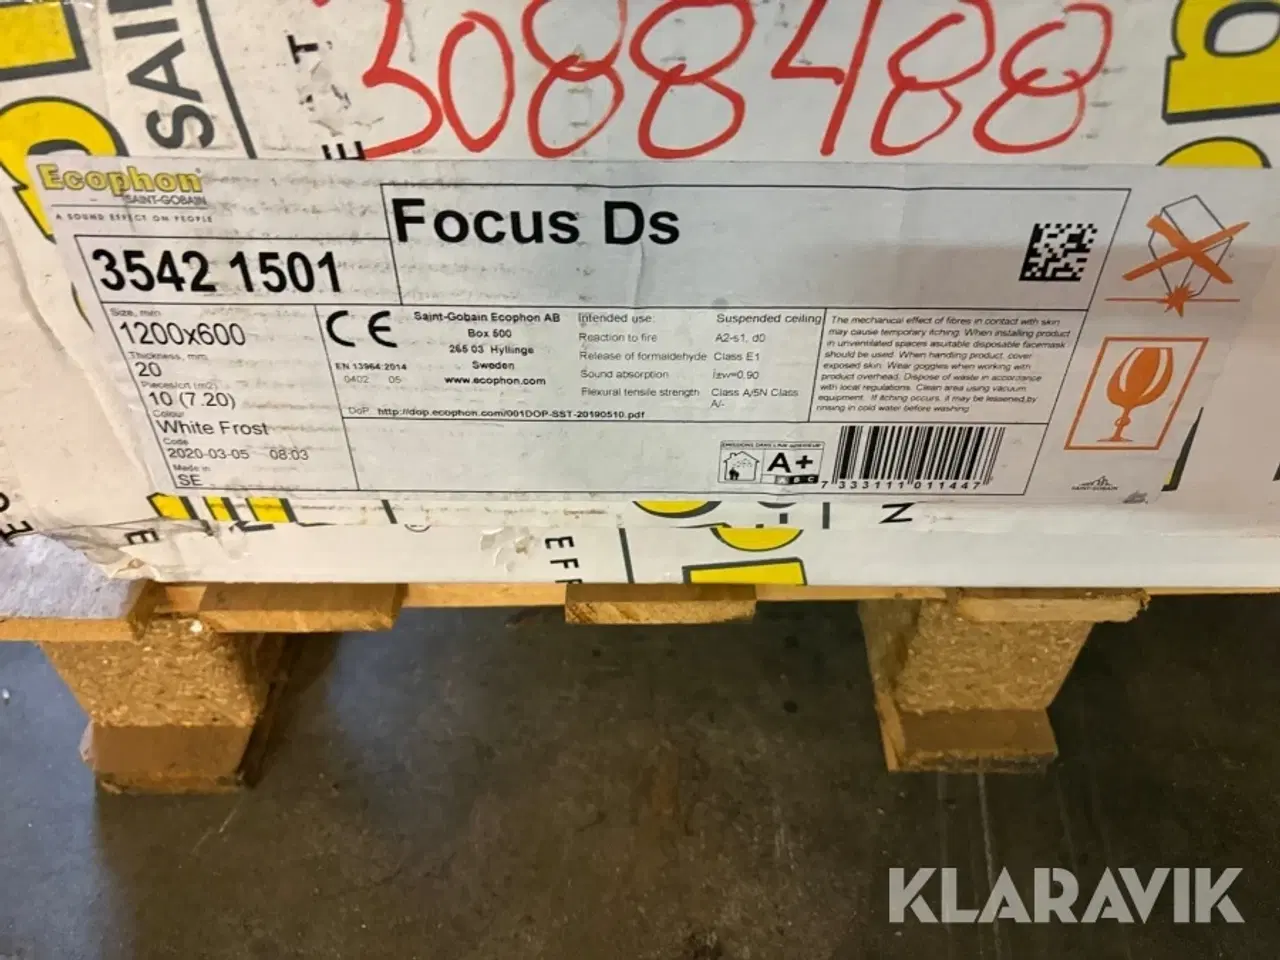 3088488
Ecophon
SAINT-GOBAIN
A SOUND EFFECT ON PEOPLE
Focus Ds
3542 1501
Size, mm
1200x600
Thickness, mm
20
Pieces/crt (m2)
10 (7.20)
Colour
White Frost
Code
2020-03-05 08:03
Made in
SE
CE
EN 13964:2014
0402 05
Saint-Gobain Ecophon AB
Box 500
265 03 Hyllinge
Sweden
www.ecophon.com
DoP: http://dop.ecophon.com/001DOP-SST-20190510.pdf
Intended use: Suspended ceiling
Reaction to fire A2-s1, d0
Release of formaldehyde Class E1
Sound absorption
Flexural tensile strength Class A/5N Class
A/-
The mechanical effect of fibres in contact with skin
may cause temporary itching. When installing product
in unventilated spaces asuitable disposable facemask
should be used. When handling product, cover
exposed skin. Wear goggles when working with
product overhead. Dispose of waste in accordance
with local regulations. Clean area using vacuum
equipment. If itching occurs, it may be lessened,by
rinsing in cold water before washing.
A+
7 333111 011447
SAINT-GOBAIN
KLARAVIK